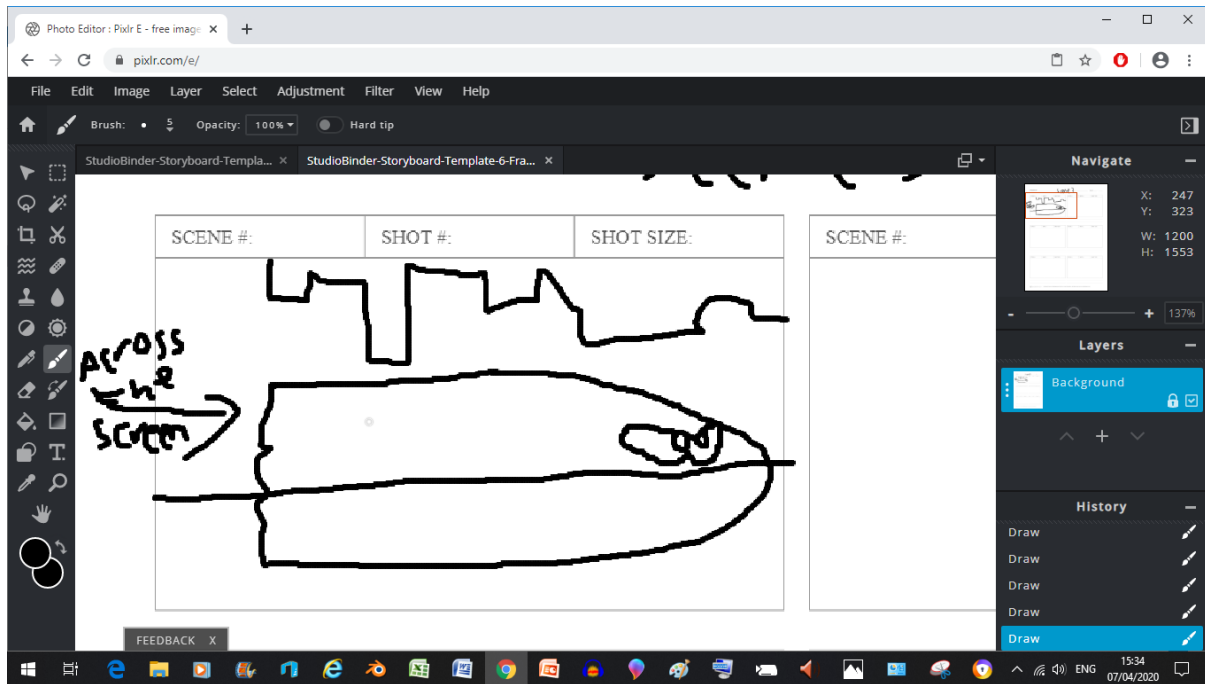 Photo Editor : Pixlr E - free image
pixlr.com/e/
File Edit Image Layer Select Adjustment Filter View Help
Brush: 5 Opacity: 100% Hard tip
StudioBinder-Storyboard-Templa... × StudioBinder-Storyboard-Template-6-Fra... ×
Navigate
X: 247
Y: 323
W: 1200
H: 1553
137%
SCENE #: SHOT #: SHOT SIZE: SCENE #:
Across
the
screen
Layers
Background
History
Draw
Draw
Draw
Draw
Draw
FEEDBACK X
ENG
15:34
07/04/2020